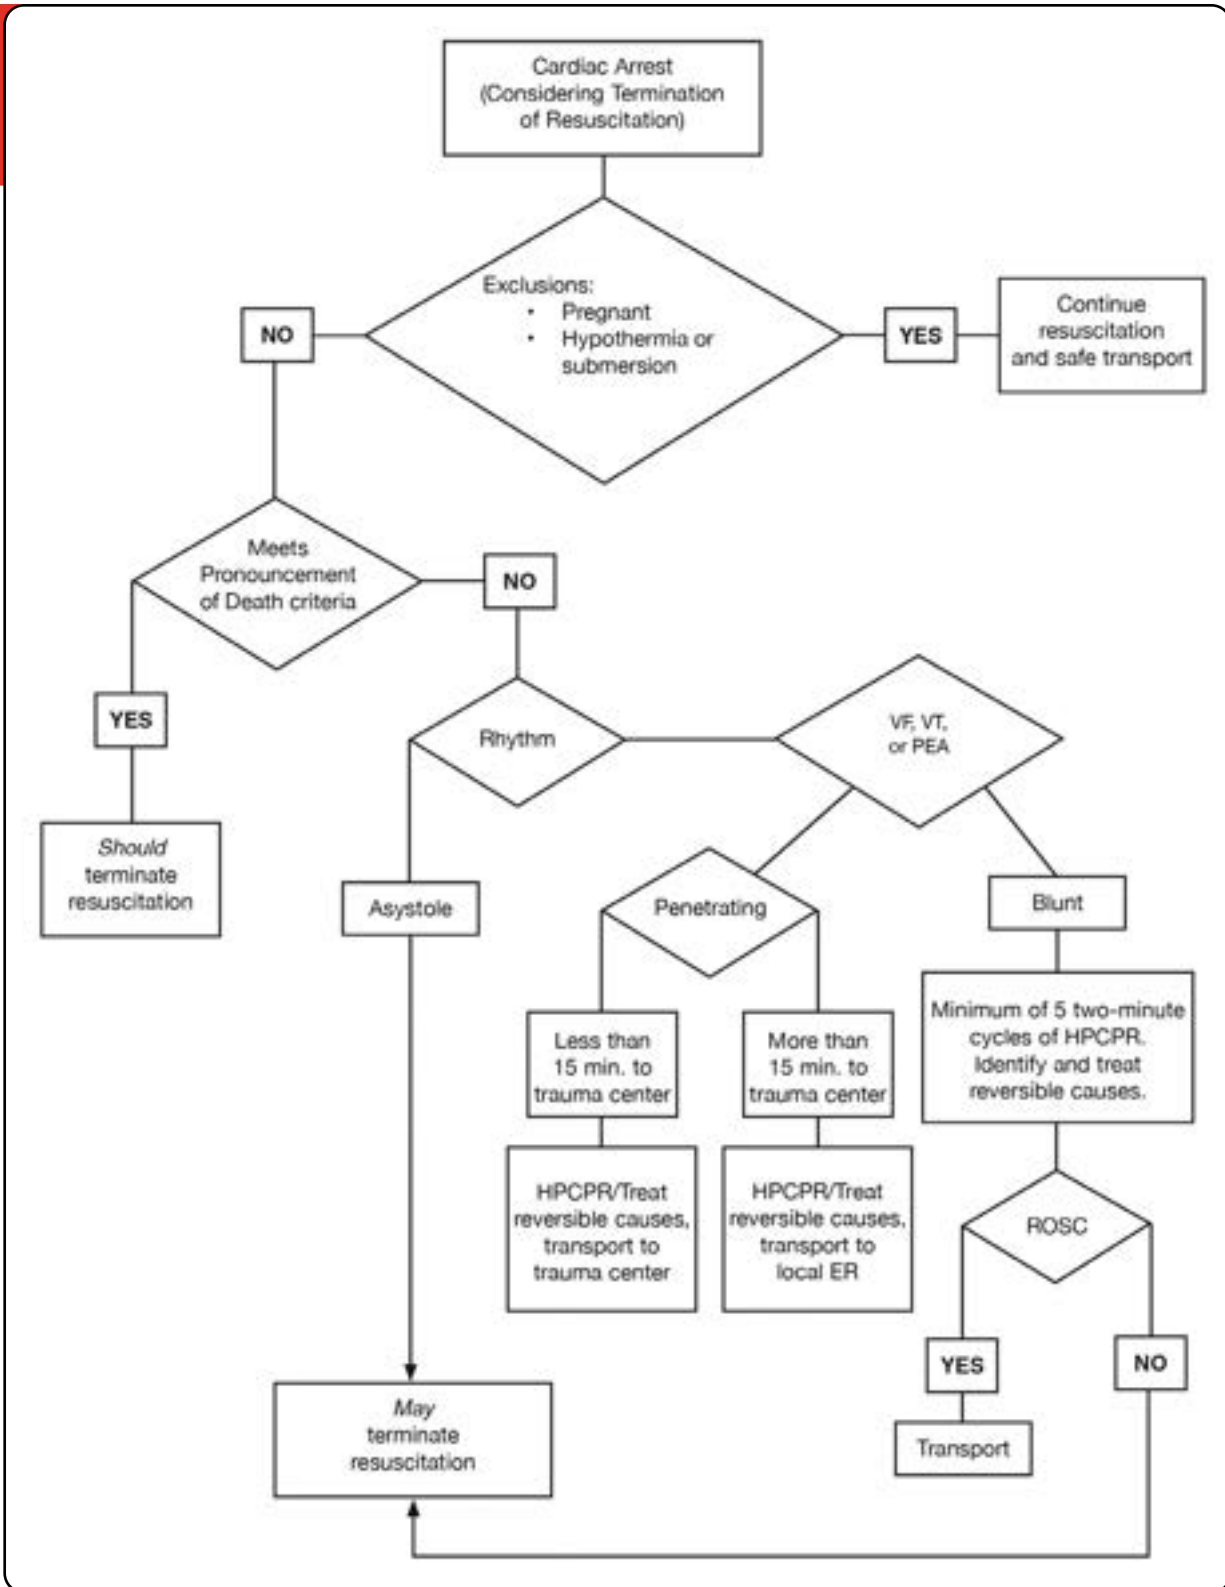 Cardiac Arrest
(Considering Termination
of Resuscitation)
Exclusions:
• Pregnant
• Hypothermia or
submersion
NO
YES
Continue
resuscitation
and safe transport
Meets
Pronouncement
of Death criteria
NO
YES
Should
terminate
resuscitation
Rhythm
VF, VT,
or PEA
Asystole
Penetrating
Blunt
Less than
15 min. to
trauma center
More than
15 min. to
trauma center
Minimum of 5 two-minute
cycles of HPCPR.
Identify and treat
reversible causes.
HPCPR/Treat
reversible causes,
transport to
trauma center
HPCPR/Treat
reversible causes,
transport to
local ER
ROSC
YES
NO
Transport
May
terminate
resuscitation